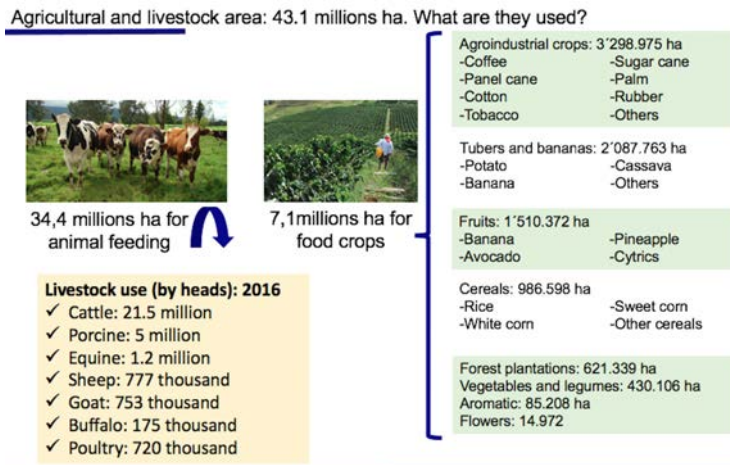 Agricultural and livestock area: 43.1 millions ha. What are they used?
34,4 millions ha for
animal feeding
7,1millions ha for
food crops
Livestock use (by heads): 2016
✓ Cattle: 21.5 million
✓ Porcine: 5 million
✓ Equine: 1.2 million
✓ Sheep: 777 thousand
✓ Goat: 753 thousand
✓ Buffalo: 175 thousand
✓ Poultry: 720 thousand
Agroindustrial crops: 3´298.975 ha
-Coffee -Sugar cane
-Panel cane -Palm
-Cotton -Rubber
-Tobacco -Others
Tubers and bananas: 2´087.763 ha
-Potato -Cassava
-Banana -Others
Fruits: 1´510.372 ha
-Banana -Pineapple
-Avocado -Cytrics
Cereals: 986.598 ha
-Rice -Sweet corn
-White corn -Other cereals
Forest plantations: 621.339 ha
Vegetables and legumes: 430.106 ha
Aromatic: 85.208 ha
Flowers: 14.972